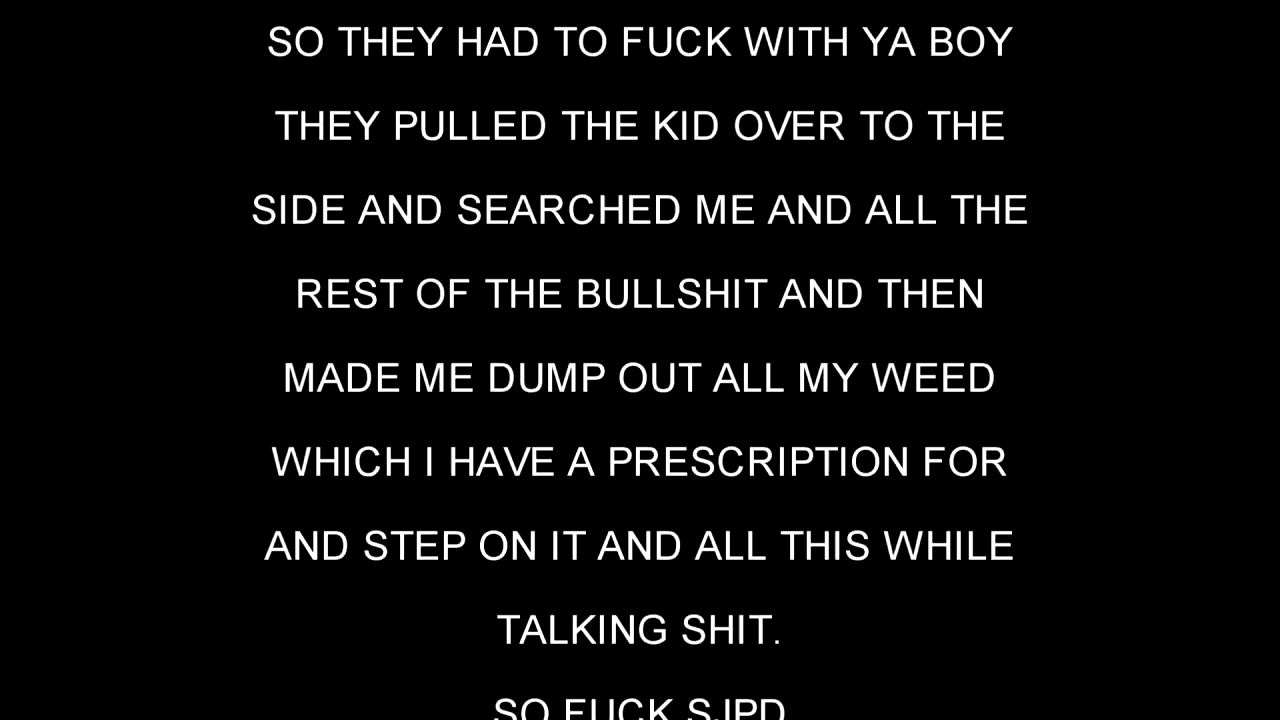 SO THEY HAD TO FUCK WITH YA BOY
THEY PULLED THE KID OVER TO THE
SIDE AND SEARCHED ME AND ALL THE
REST OF THE BULLSHIT AND THEN
MADE ME DUMP OUT ALL MY WEED
WHICH I HAVE A PRESCRIPTION FOR
AND STEP ON IT AND ALL THIS WHILE
TALKING SHIT.
SO FUCK SJPD